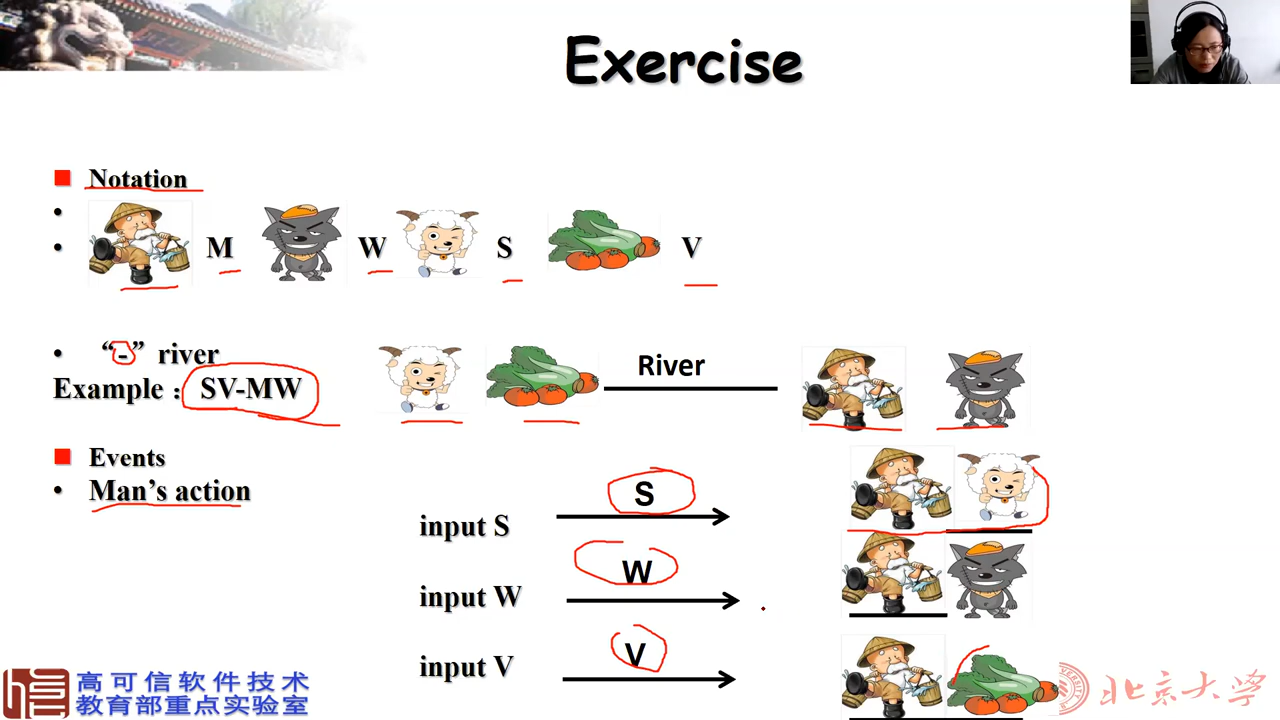 Exercise
Notation
M W S V
“-” river
River
Example : SV-MW
Events
Man's action
S
input S
W
input W
V
input V
高可信软件技术
教育部重点实验室
北京大学